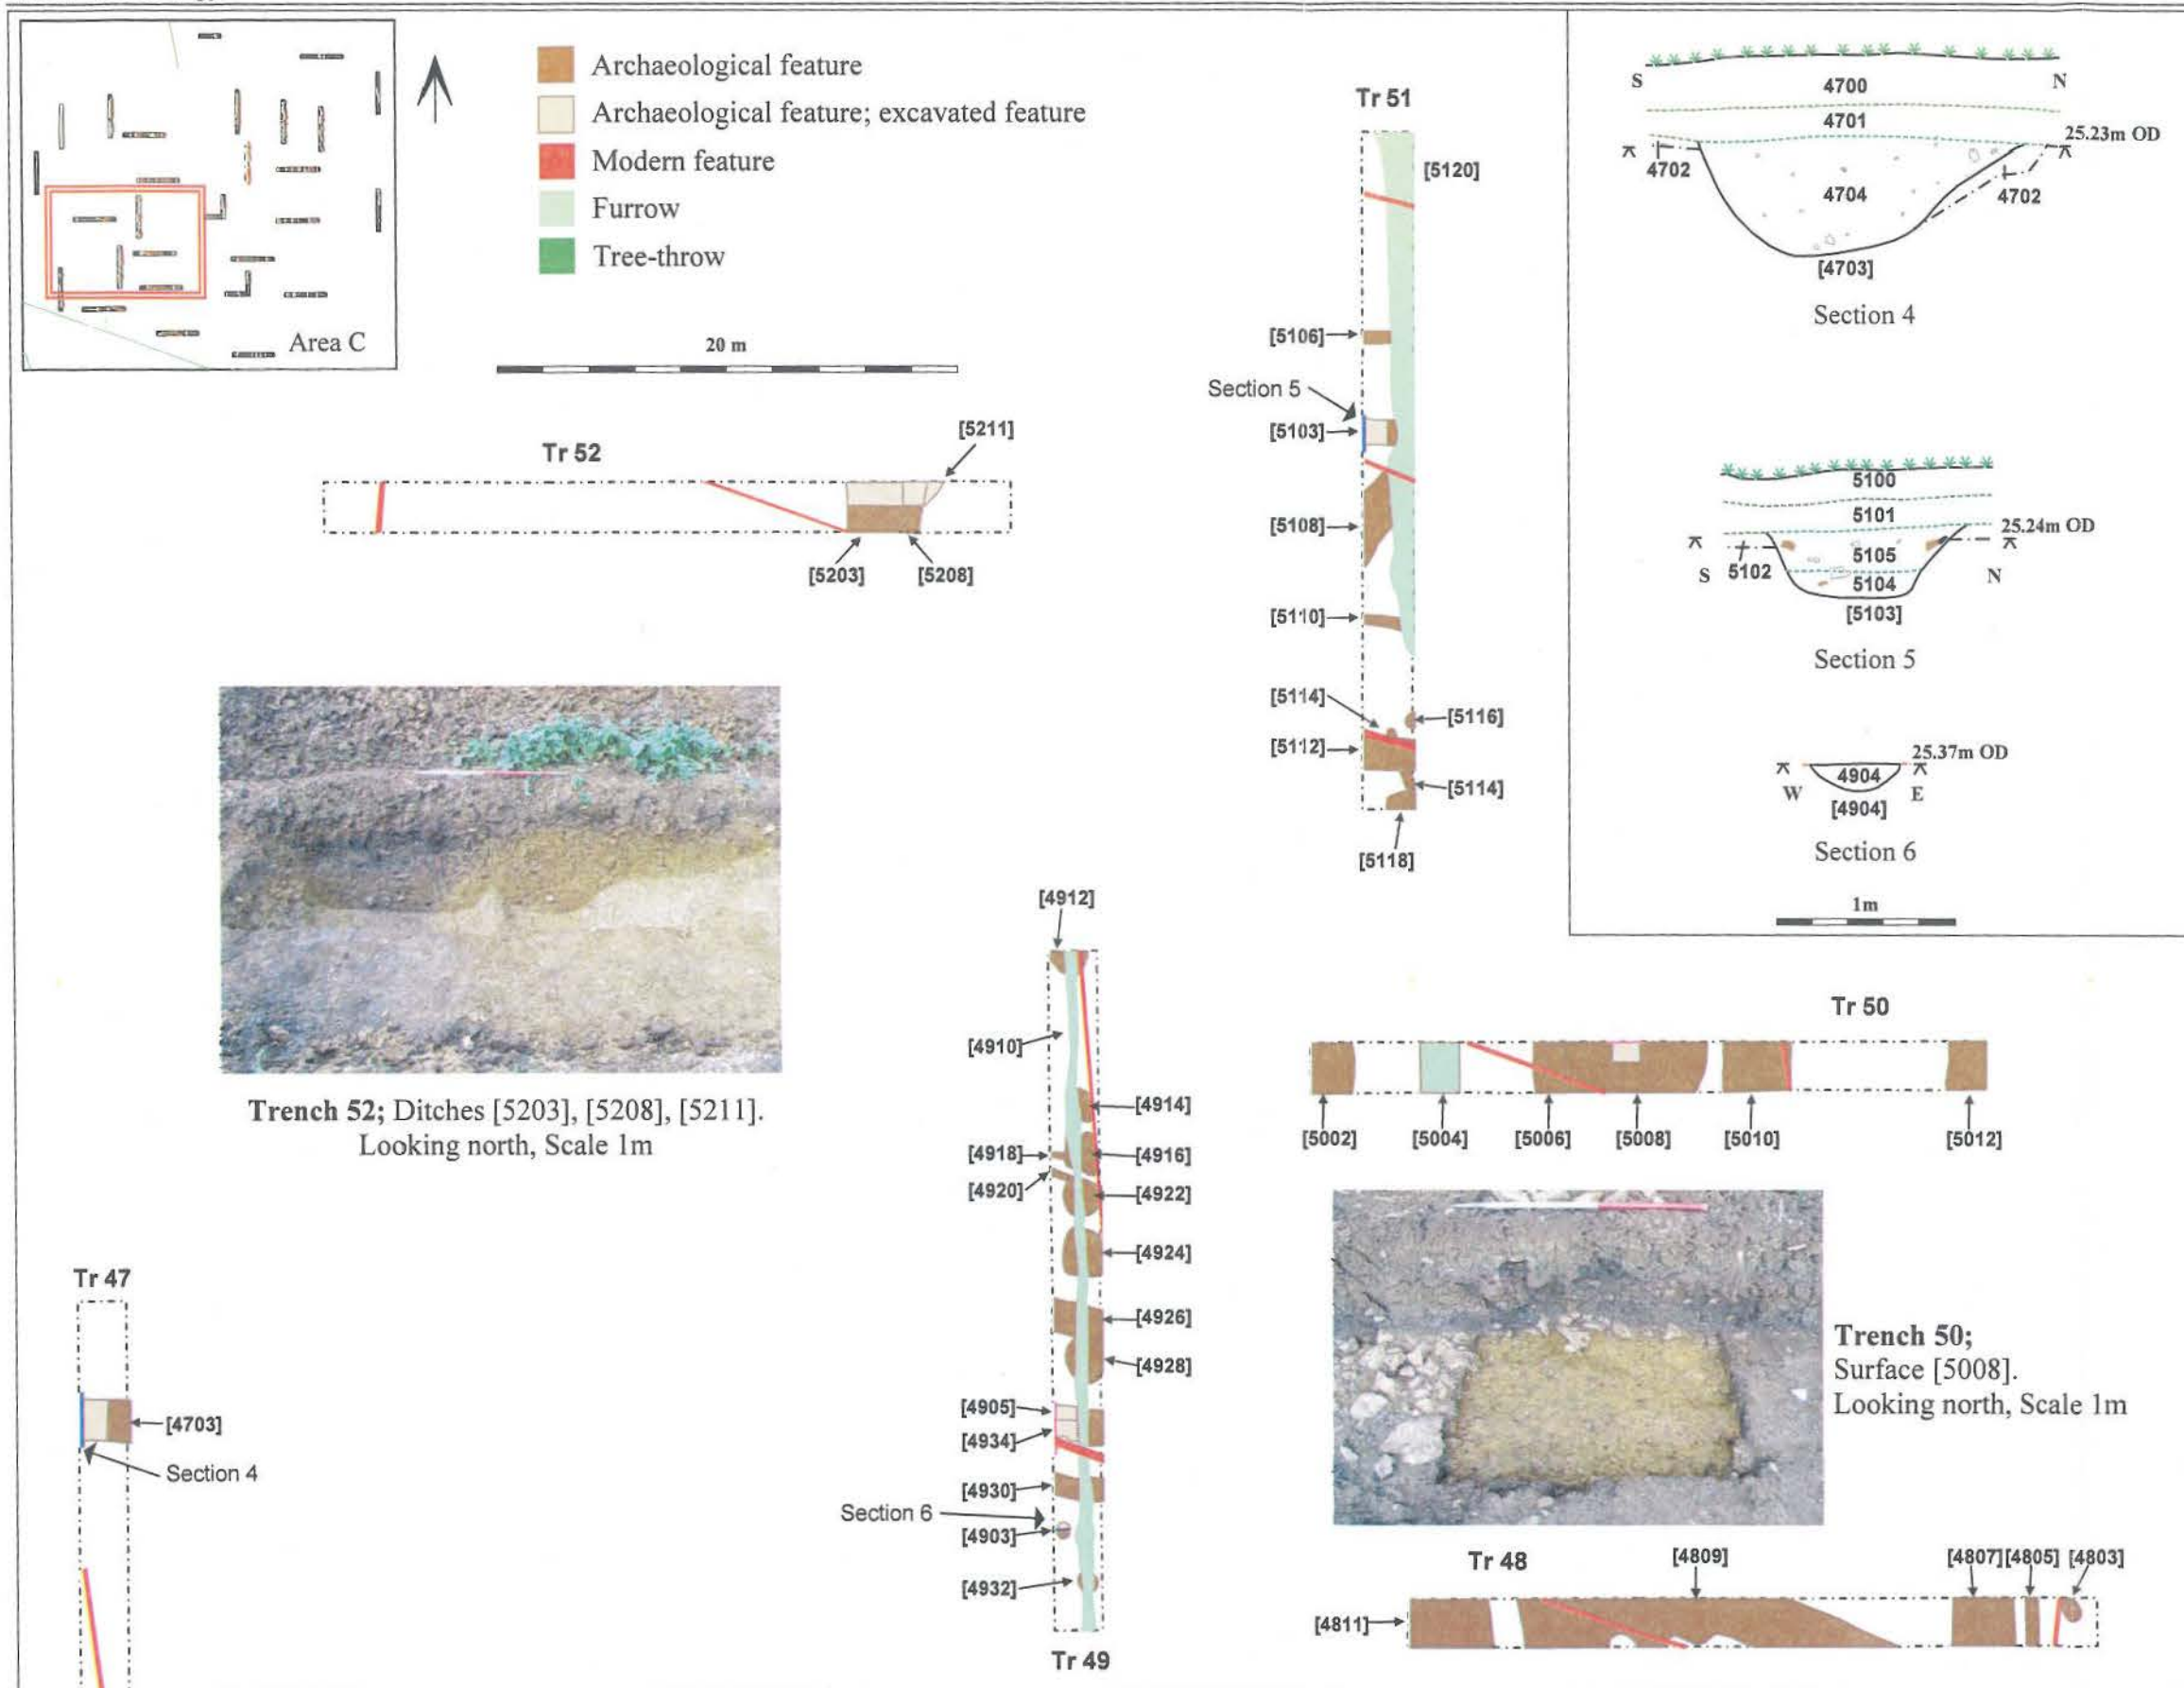 Area C
Archaeological feature
Archaeological feature; excavated feature
Modern feature
Furrow
Tree-throw
20 m
Tr 52
[5211]
[5203]
[5208]
Trench 52; Ditches [5203], [5208], [5211].
Looking north, Scale 1m
Tr 47
[4703]
Section 4
Tr 51
[5120]
[5106]
Section 5
[5103]
[5108]
[5110]
[5114]
[5116]
[5112]
[5114]
[5118]
[4912]
[4910]
[4914]
[4918]
[4916]
[4920]
[4922]
[4924]
[4926]
[4928]
[4905]
[4934]
[4930]
Section 6
[4903]
[4932]
Tr 49
S
N
4700
4701
25.23m OD
4702
4704
4702
[4703]
Section 4
5100
5101
25.24m OD
5105
S
5102
5104
N
[5103]
Section 5
25.37m OD
4904
W
E
[4904]
Section 6
1m
Tr 50
[5002]
[5004]
[5006]
[5008]
[5010]
[5012]
Trench 50;
Surface [5008].
Looking north, Scale 1m
Tr 48
[4809]
[4807][4805] [4803]
[4811]